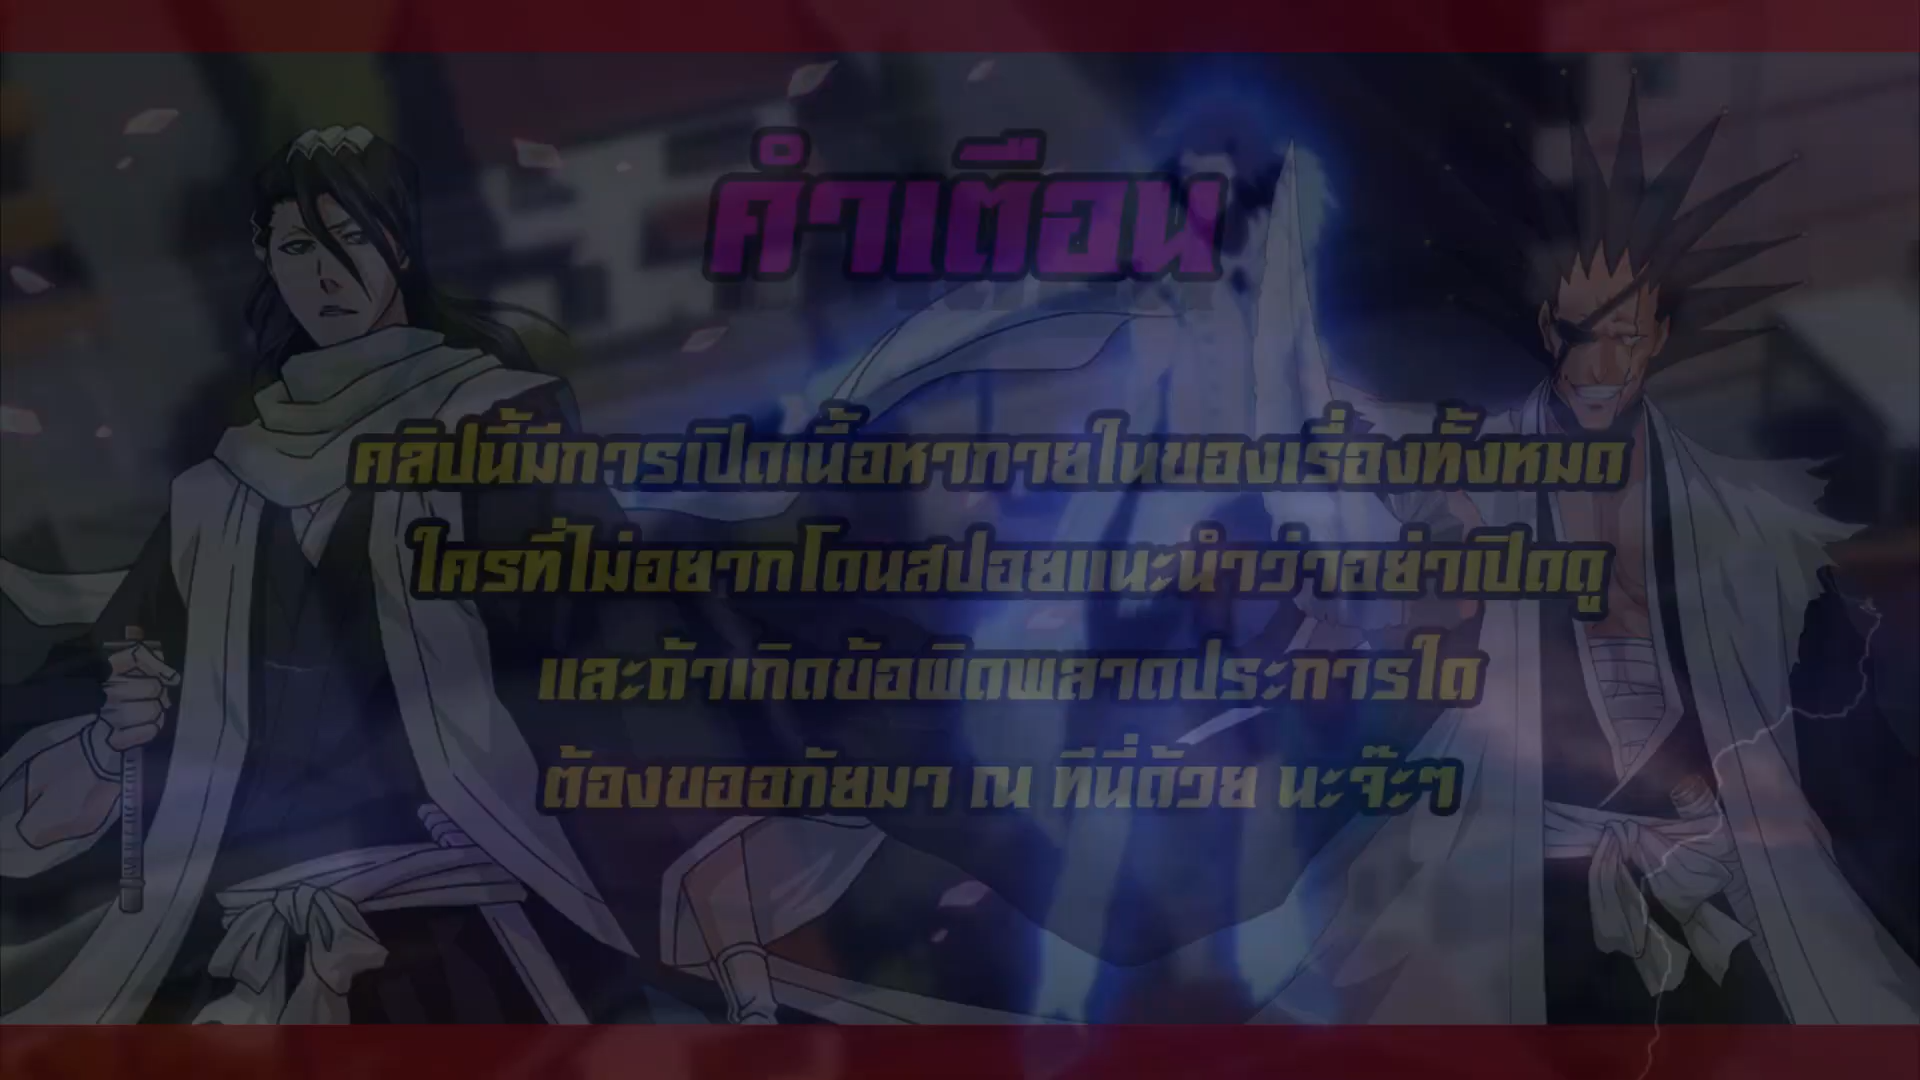 คำเตือน
คลิปนี้มีการเปิดเนื้อหาภายในของเรื่องทั้งหมด
ใครที่ไม่อยากโดนสปอยแนะนำว่าอย่าเปิดดู
และถ้าเกิดข้อผิดพลาดประการใด
ต้องขออภัยมา ณ ทีนี่ด้วย นะจ๊ะๆ